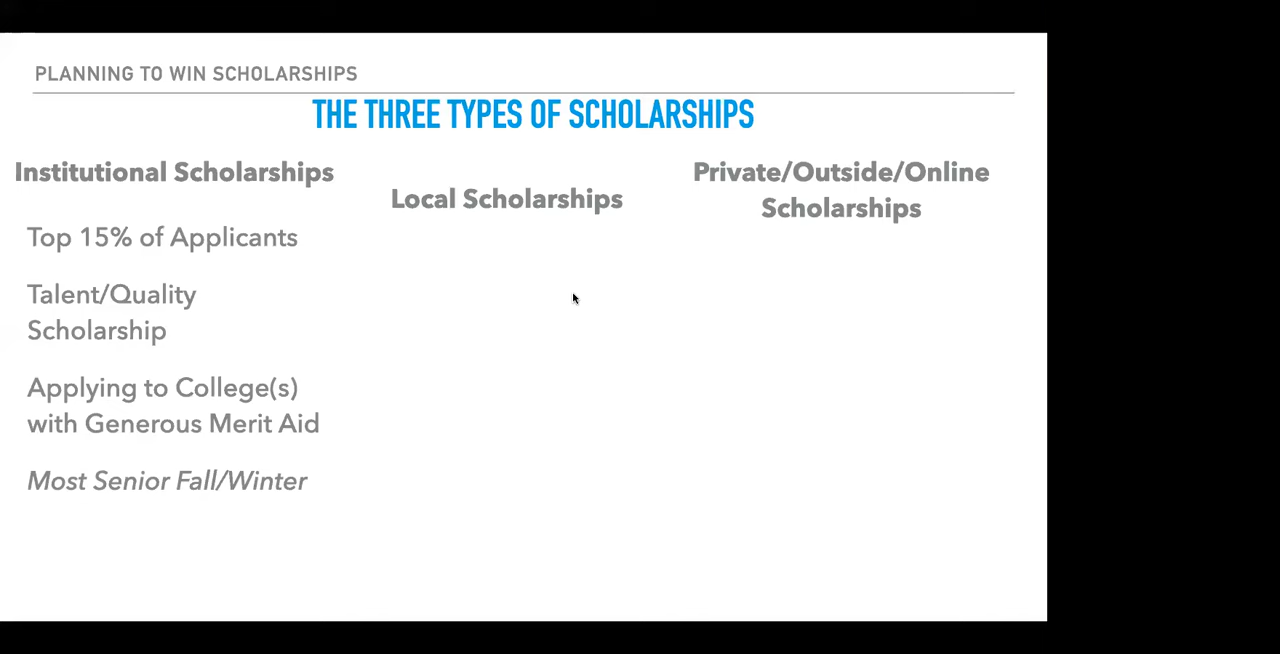 PLANNING TO WIN SCHOLARSHIPS
THE THREE TYPES OF SCHOLARSHIPS
Institutional Scholarships
Top 15% of Applicants
Talent/Quality
Scholarship
Applying to College(s)
with Generous Merit Aid
Most Senior Fall/Winter
Local Scholarships
Private/Outside/Online
Scholarships